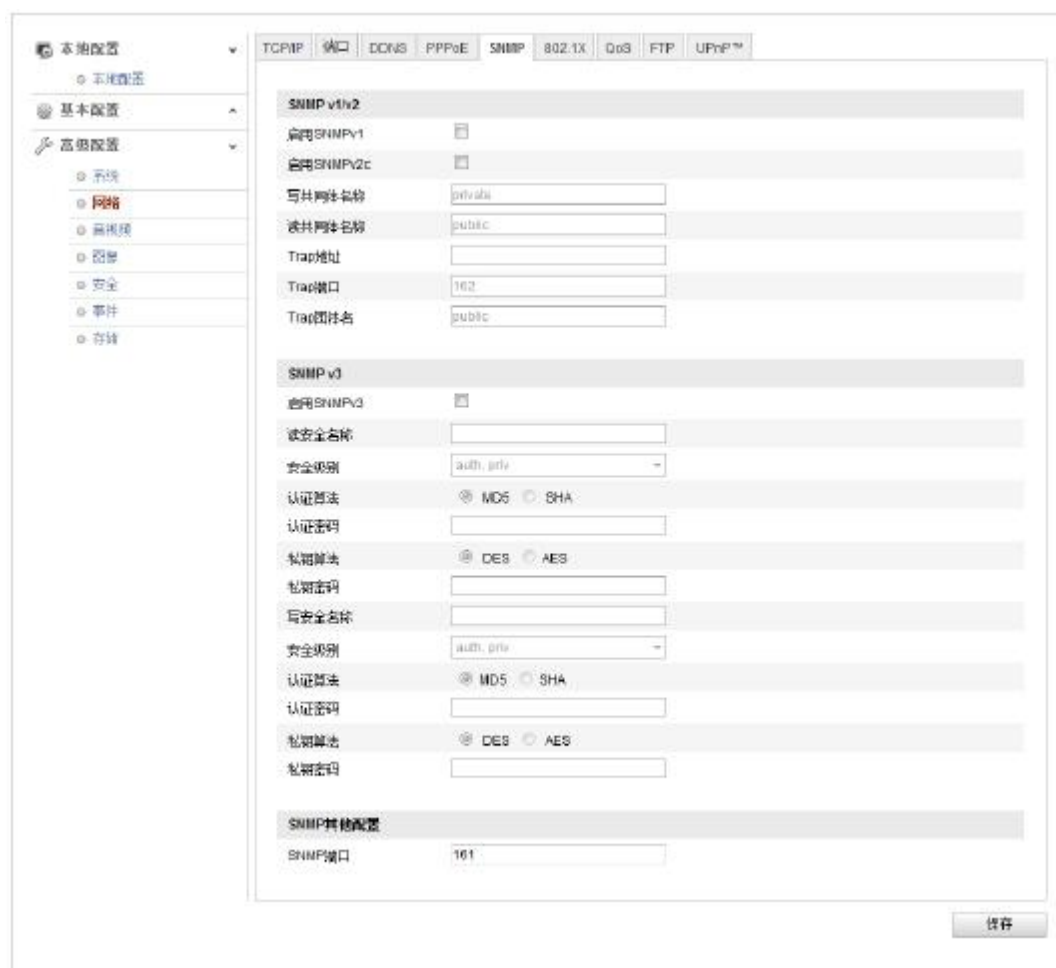 本地配置
本地配置
基本配置
高级配置
系统
网络
音视频
图像
安全
事件
存储
TCP/IP 端口 DDNS PPPoE SNMP 802.1X QoS FTP UPnP™
SNMP v1/v2
启用SNMPv1
启用SNMPv2c
写共同体名称 private
读共同体名称 public
Trap地址
Trap端口 162
Trap团体名 public
SNMP v3
启用SNMPv3
读安全名称
安全级别 auth, priv
认证算法 MD5 SHA
认证密码
私钥算法 DES AES
私钥密码
写安全名称
安全级别 auth, priv
认证算法 MD5 SHA
认证密码
私钥算法 DES AES
私钥密码
SNMP其他配置
SNMP端口 161
保存